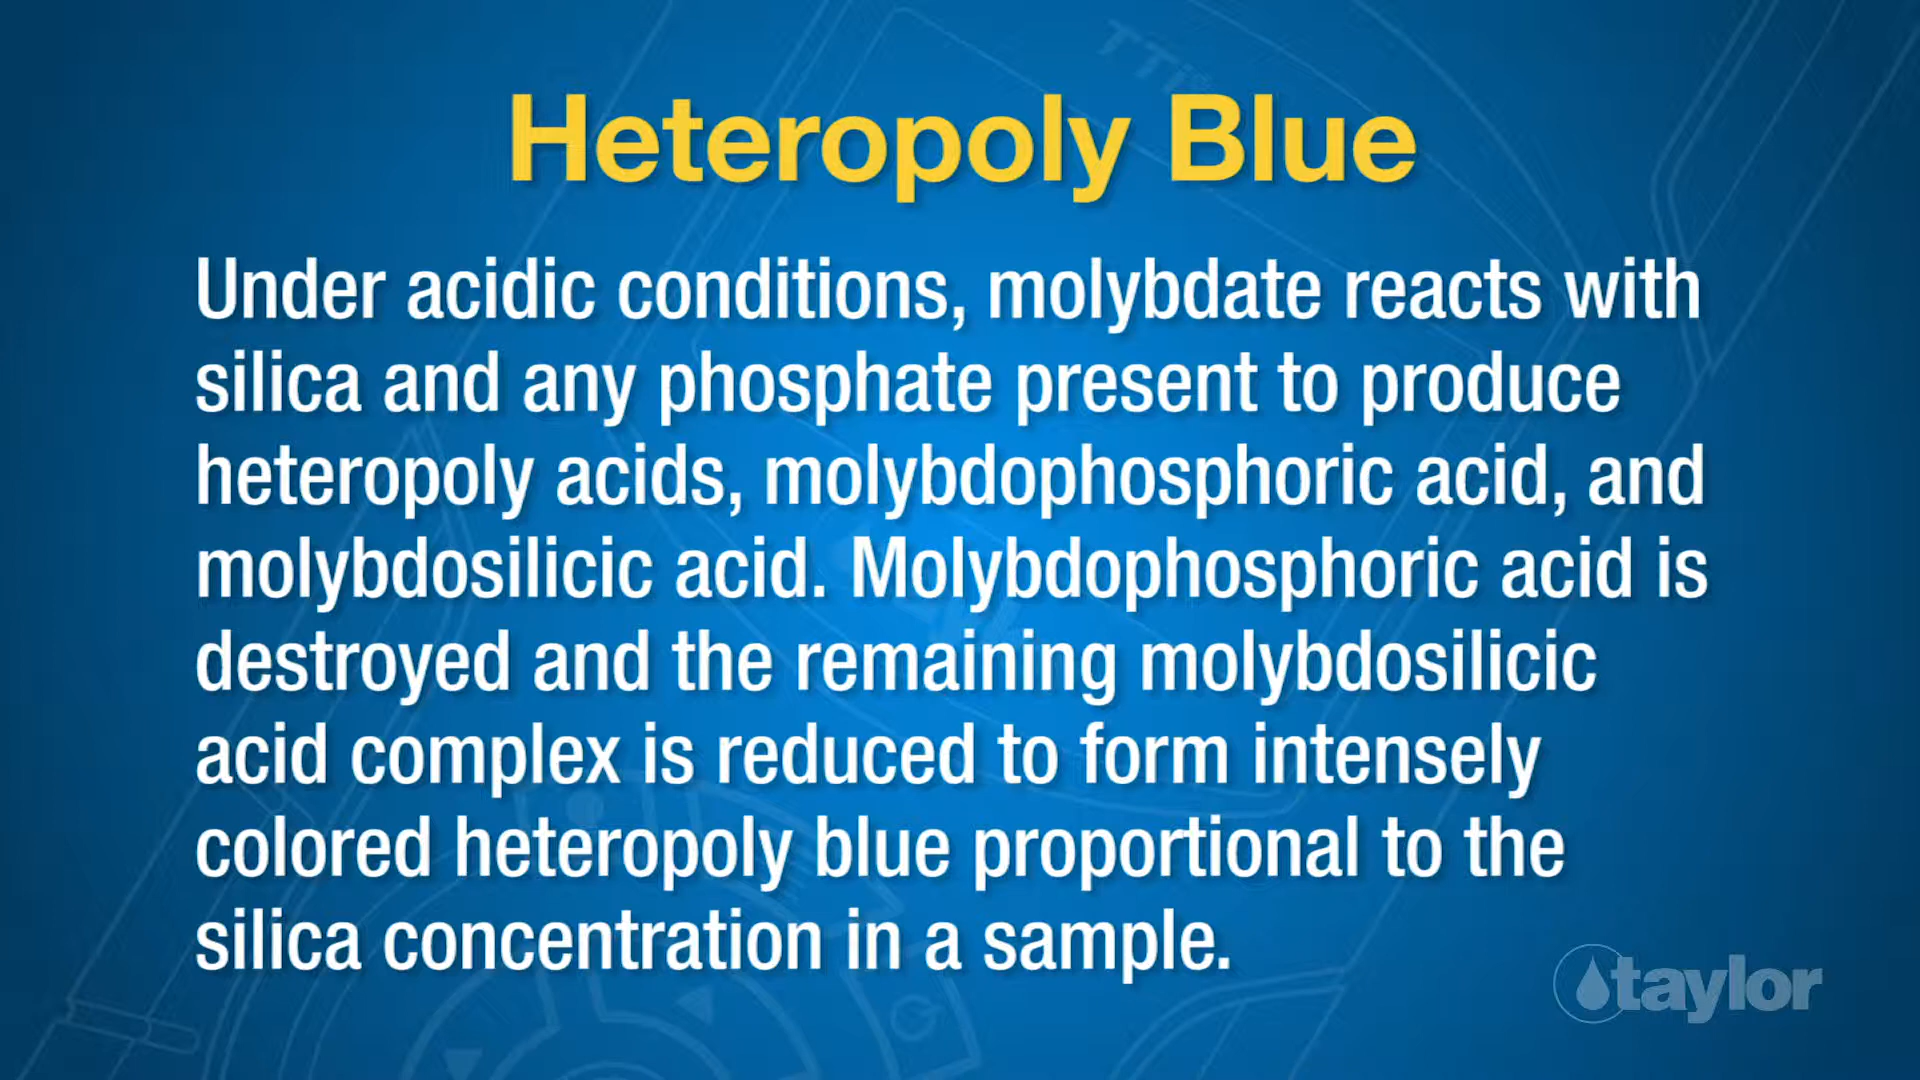 TTi
Heteropoly Blue
Under acidic conditions, molybdate reacts with
silica and any phosphate present to produce
heteropoly acids, molybdophosphoric acid, and
molybdosilicic acid. Molybdophosphoric acid is
destroyed and the remaining molybdosilicic
acid complex is reduced to form intensely
colored heteropoly blue proportional to the
silica concentration in a sample.
taylor